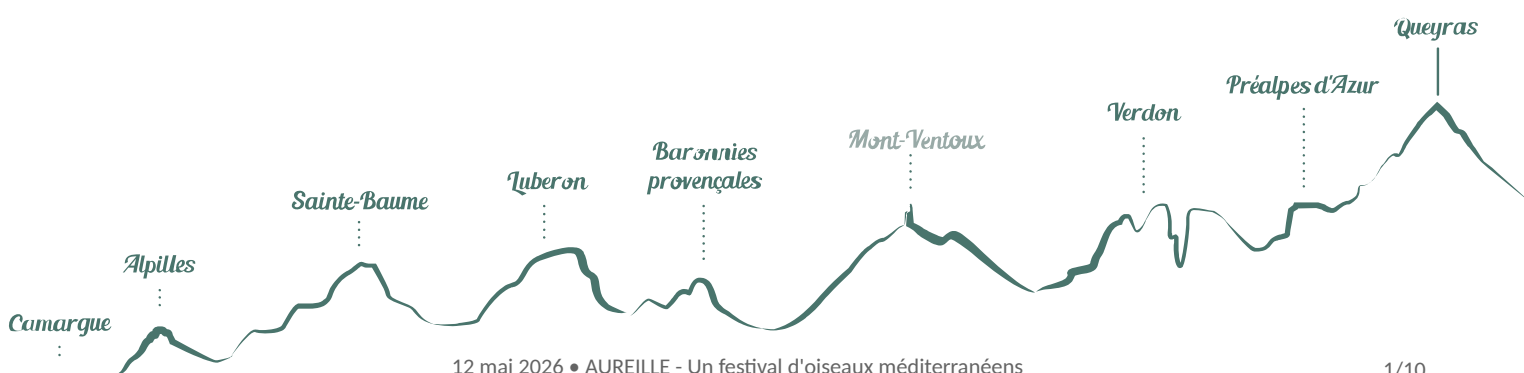 Queyras
Préalpes d'Azur
Verdon
Mont-Ventoux
Baronnies
provençales
Luberon
Sainte-Baume
Alpilles
Camargue
12 mai 2026 • AUREILLE - Un festival d'oiseaux méditerranéens
1/10